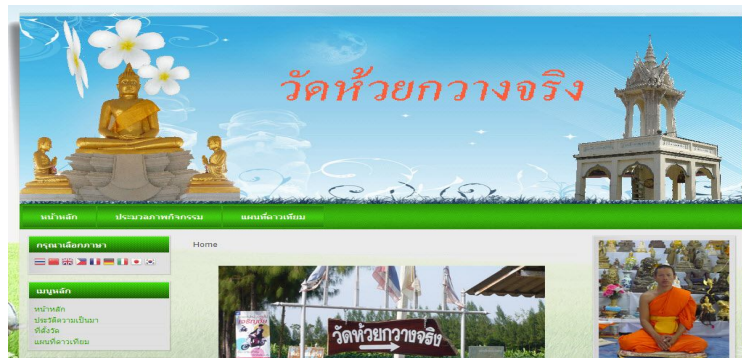 วัดห้วยกวางจริง
หน้าหลัก ประมวลภาพกิจกรรม แผนที่ดาวเทียม
กรุณาเลือกภาษา
Home
เมนูหลัก
หน้าหลัก
ประวัติความเป็นมา
ที่ตั้งวัด
แผนที่ดาวเทียม
วัดห้วยกวางจริง